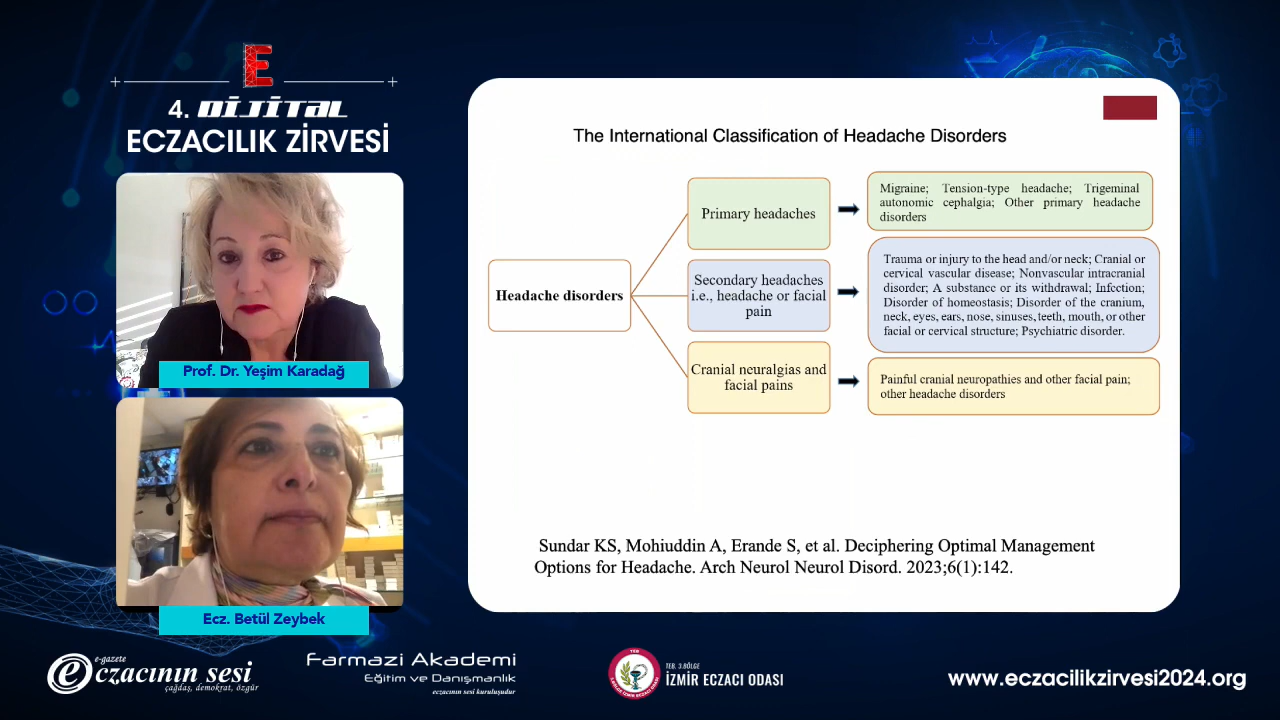 E
4. DİJİTAL
ECZACILIK ZİRVESİ
Prof. Dr. Yeşim Karadağ
Ecz. Betül Zeybek
The International Classification of Headache Disorders
Headache disorders
Primary headaches
Migraine; Tension-type headache; Trigeminal
autonomic cephalgia; Other primary headache
disorders
Secondary headaches
i.e., headache or facial
pain
Trauma or injury to the head and/or neck; Cranial or
cervical vascular disease; Nonvascular intracranial
disorder; A substance or its withdrawal; Infection;
Disorder of homeostasis; Disorder of the cranium,
neck, eyes, ears, nose, sinuses, teeth, mouth, or other
facial or cervical structure; Psychiatric disorder.
Cranial neuralgias and
facial pains
Painful cranial neuropathies and other facial pain;
other headache disorders
Sundar KS, Mohiuddin A, Erande S, et al. Deciphering Optimal Management
Options for Headache. Arch Neurol Neurol Disord. 2023;6(1):142.
e-gazete
eczacının sesi
çağdaş, demokrat, özgür
Farmazi Akademi
Eğitim ve Danışmanlık
eczacının sesi kuruluşudur
TEB
TEB. 3.BÖLGE
İZMİR ECZACI ODASI
www.eczacilikzirvesi2024.org